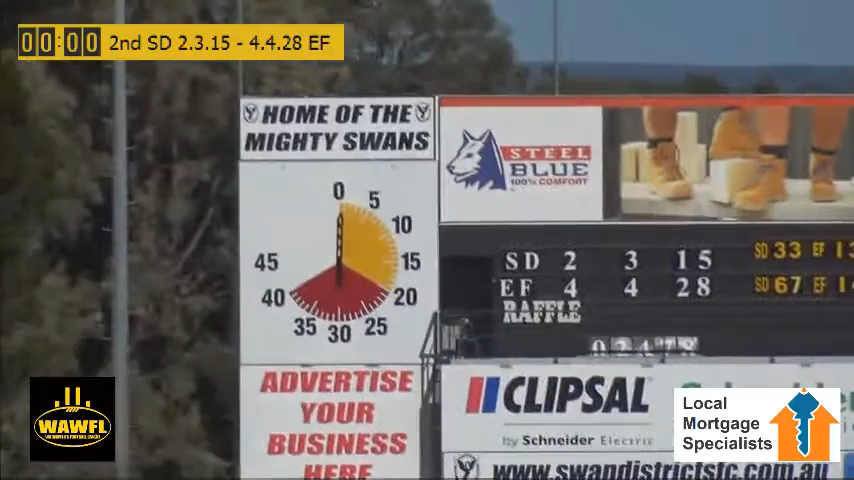 00:00 2nd SD 2.3.15 - 4.4.28 EF
HOME OF THE
MIGHTY SWANS
0
5
10
15
20
25
30
35
40
45
STEEL
BLUE
100% COMFORT
SD 2 3 15 SD 33 EF
EF 4 4 28 SD 67 EF
RAFFLE
02478
ADVERTISE
YOUR
BUSINESS
HERE
CLIPSAL
by Schneider Electric
www.swandistrictsfc.com.au
WAWFL
Local
Mortgage
Specialists